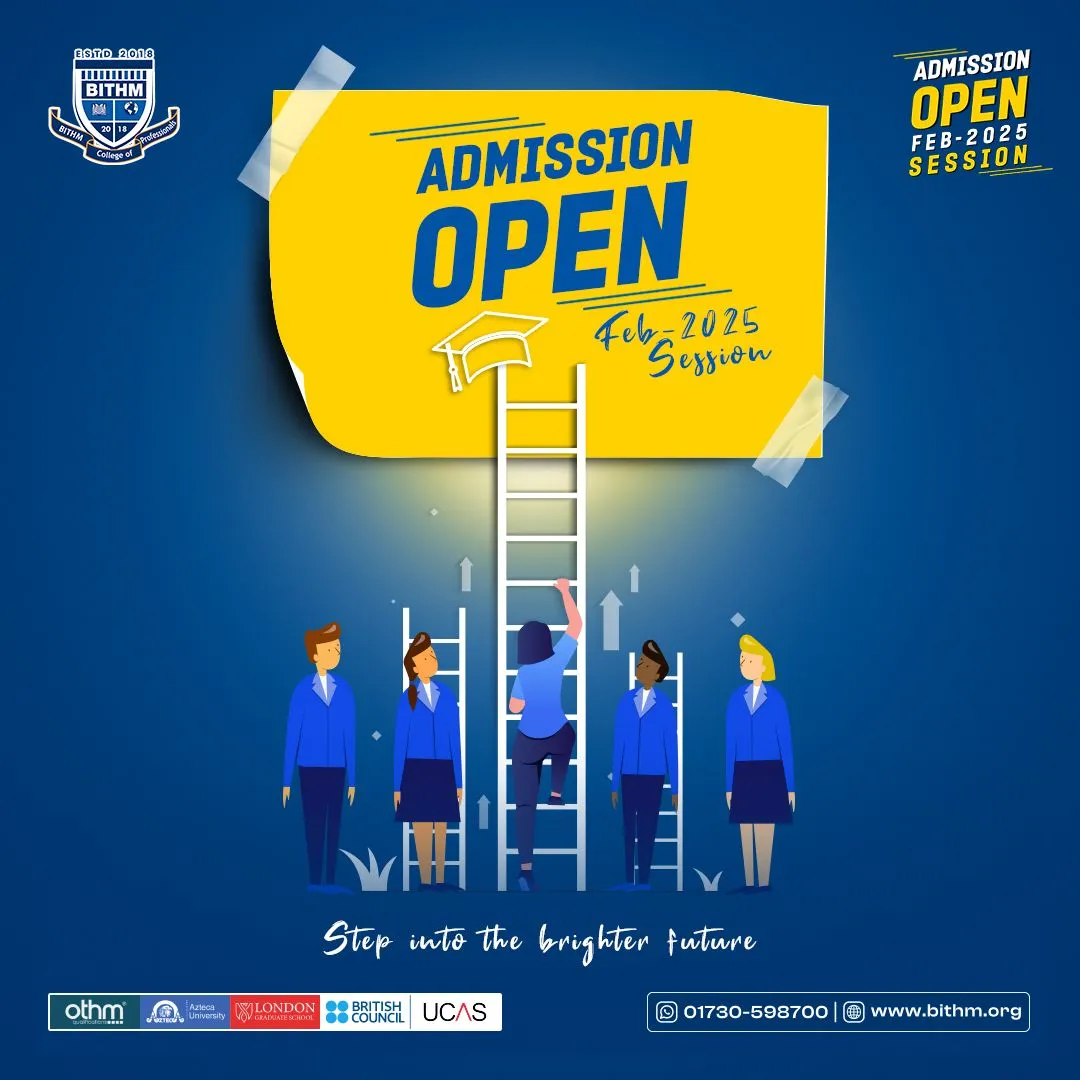 ESTD 2018
BITHM
20 18
BITHM College of Professionals
ADMISSION
OPEN
FEB-2025
SESSION
ADMISSION
OPEN
Feb-2025
Session
Step into the brighter future
othm
qualifications
AZTECA
Azteca
University
LONDON
GRADUATE SCHOOL
BRITISH
COUNCIL
UCAS
01730-598700 | www.bithm.org